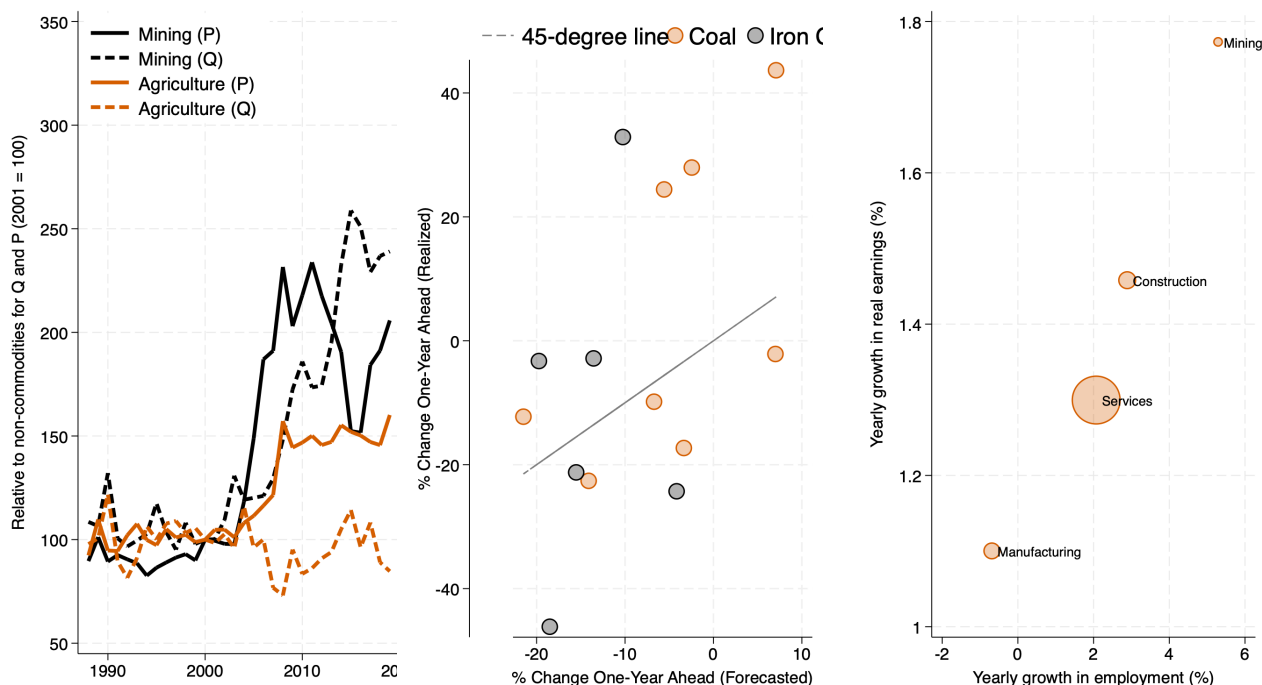 350
300
250
200
150
100
50
Relative to non-commodities for Q and P (2001 = 100)
Mining (P)
Mining (Q)
Agriculture (P)
Agriculture (Q)
1990
2000
2010
20
45-degree line
Coal
Iron
40
20
0
-20
-40
% Change One-Year Ahead (Realized)
-20
-10
0
10
% Change One-Year Ahead (Forecasted)
1.8
1.6
1.4
1.2
1
Yearly growth in real earnings (%)
Mining
Construction
Services
Manufacturing
-2
0
2
4
6
Yearly growth in employment (%)